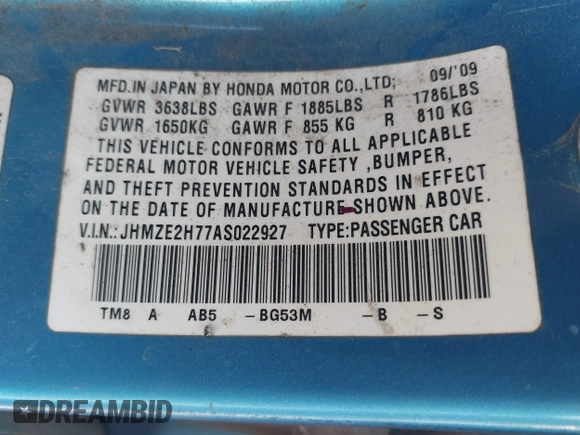 MFD.IN JAPAN BY HONDA MOTOR CO.,LTD; 09/'09
GVWR 3638LBS GAWR F 1885LBS R 1786LBS
GVWR 1650KG GAWR F 855 KG R 810 KG
THIS VEHICLE CONFORMS TO ALL APPLICABLE
FEDERAL MOTOR VEHICLE SAFETY ,BUMPER,
AND THEFT PREVENTION STANDARDS IN EFFECT
ON THE DATE OF MANUFACTURE SHOWN ABOVE.
V.I.N.: JHMZE2H77AS022927 TYPE:PASSENGER CAR
TM8 A AB5 -BG53M -B -S
DREAMBID